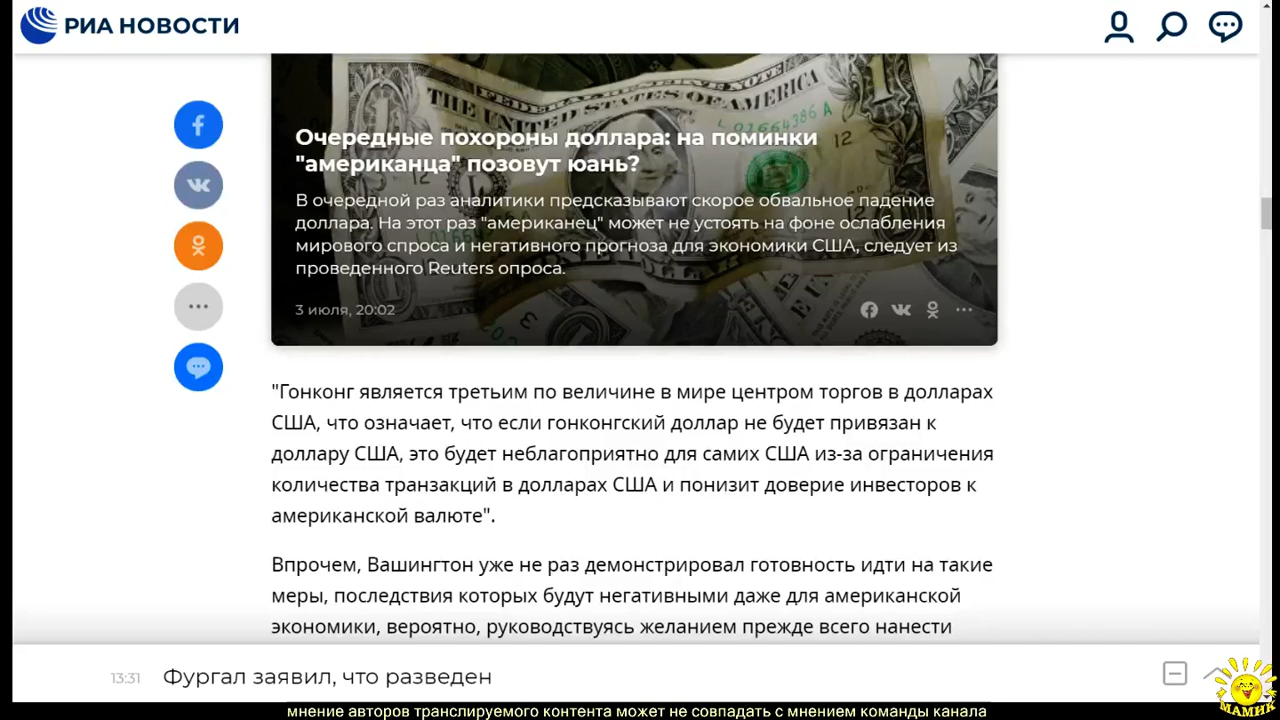 РИА НОВОСТИ
THE UNITED STATES OF AMERICA
Очередные похороны доллара: на поминки
"американца" позовут юань?
В очередной раз аналитики предсказывают скорое обвальное падение
доллара. На этот раз "американец" может не устоять на фоне ослабления
мирового спроса и негативного прогноза для экономики США, следует из
проведенного Reuters опроса.
3 июля, 20:02
"Гонконг является третьим по величине в мире центром торгов в долларах
США, что означает, что если гонконгский доллар не будет привязан к
доллару США, это будет неблагоприятно для самих США из-за ограничения
количества транзакций в долларах США и понизит доверие инвесторов к
американской валюте".
Впрочем, Вашингтон уже не раз демонстрировал готовность идти на такие
меры, последствия которых будут негативными даже для американской
экономики, вероятно, руководствуясь желанием прежде всего нанести
13:31 Фургал заявил, что разведен
МАМИК
мнение авторов транслируемого контента может не совпадать с мнением команды канала